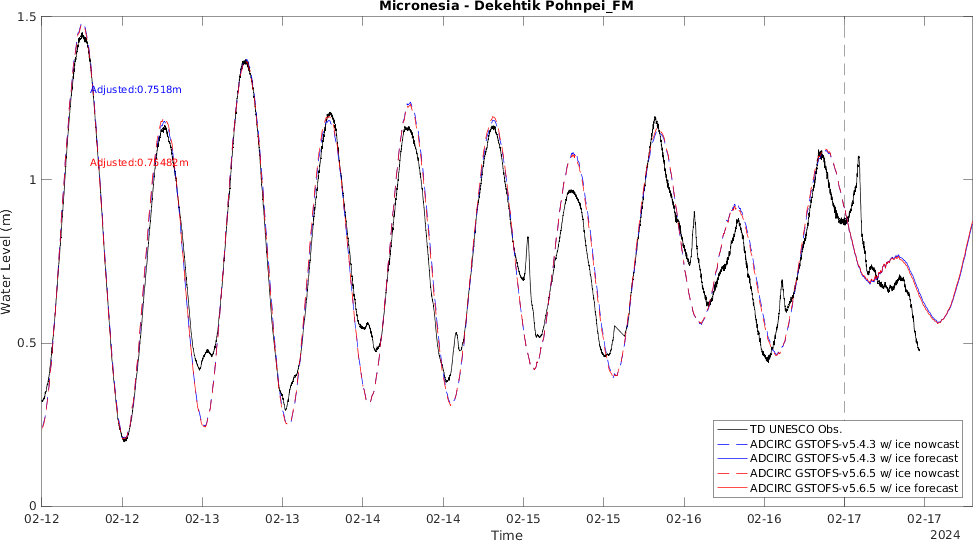 Micronesia - Dekehtik Pohnpei_FM
1.5
Adjusted:0.7518m
Adjusted:0.75482m
1
Water Level (m)
0.5
TD UNESCO Obs.
ADCIRC GSTOFS-v5.4.3 w/ ice nowcast
ADCIRC GSTOFS-v5.4.3 w/ ice forecast
ADCIRC GSTOFS-v5.6.5 w/ ice nowcast
ADCIRC GSTOFS-v5.6.5 w/ ice forecast
0
02-12 02-12 02-13 02-13 02-14 02-14 02-15 02-15 02-16 02-16 02-17 02-17
Time 2024